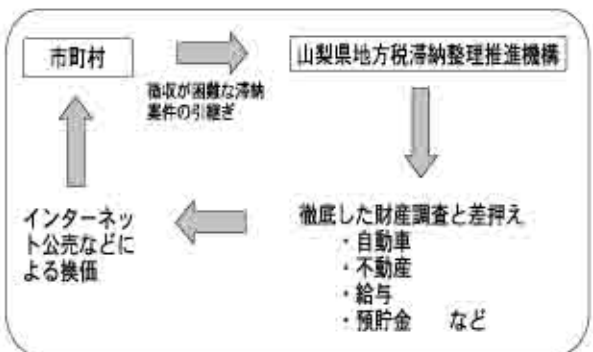 市町村
山梨県地方税滞納整理推進機構
徴収が困難な滞納
案件の引継ぎ
徹底した財産調査と差押え
・自動車
・不動産
・給与
・預貯金　など
インターネッ
ト公売などに
よる換価